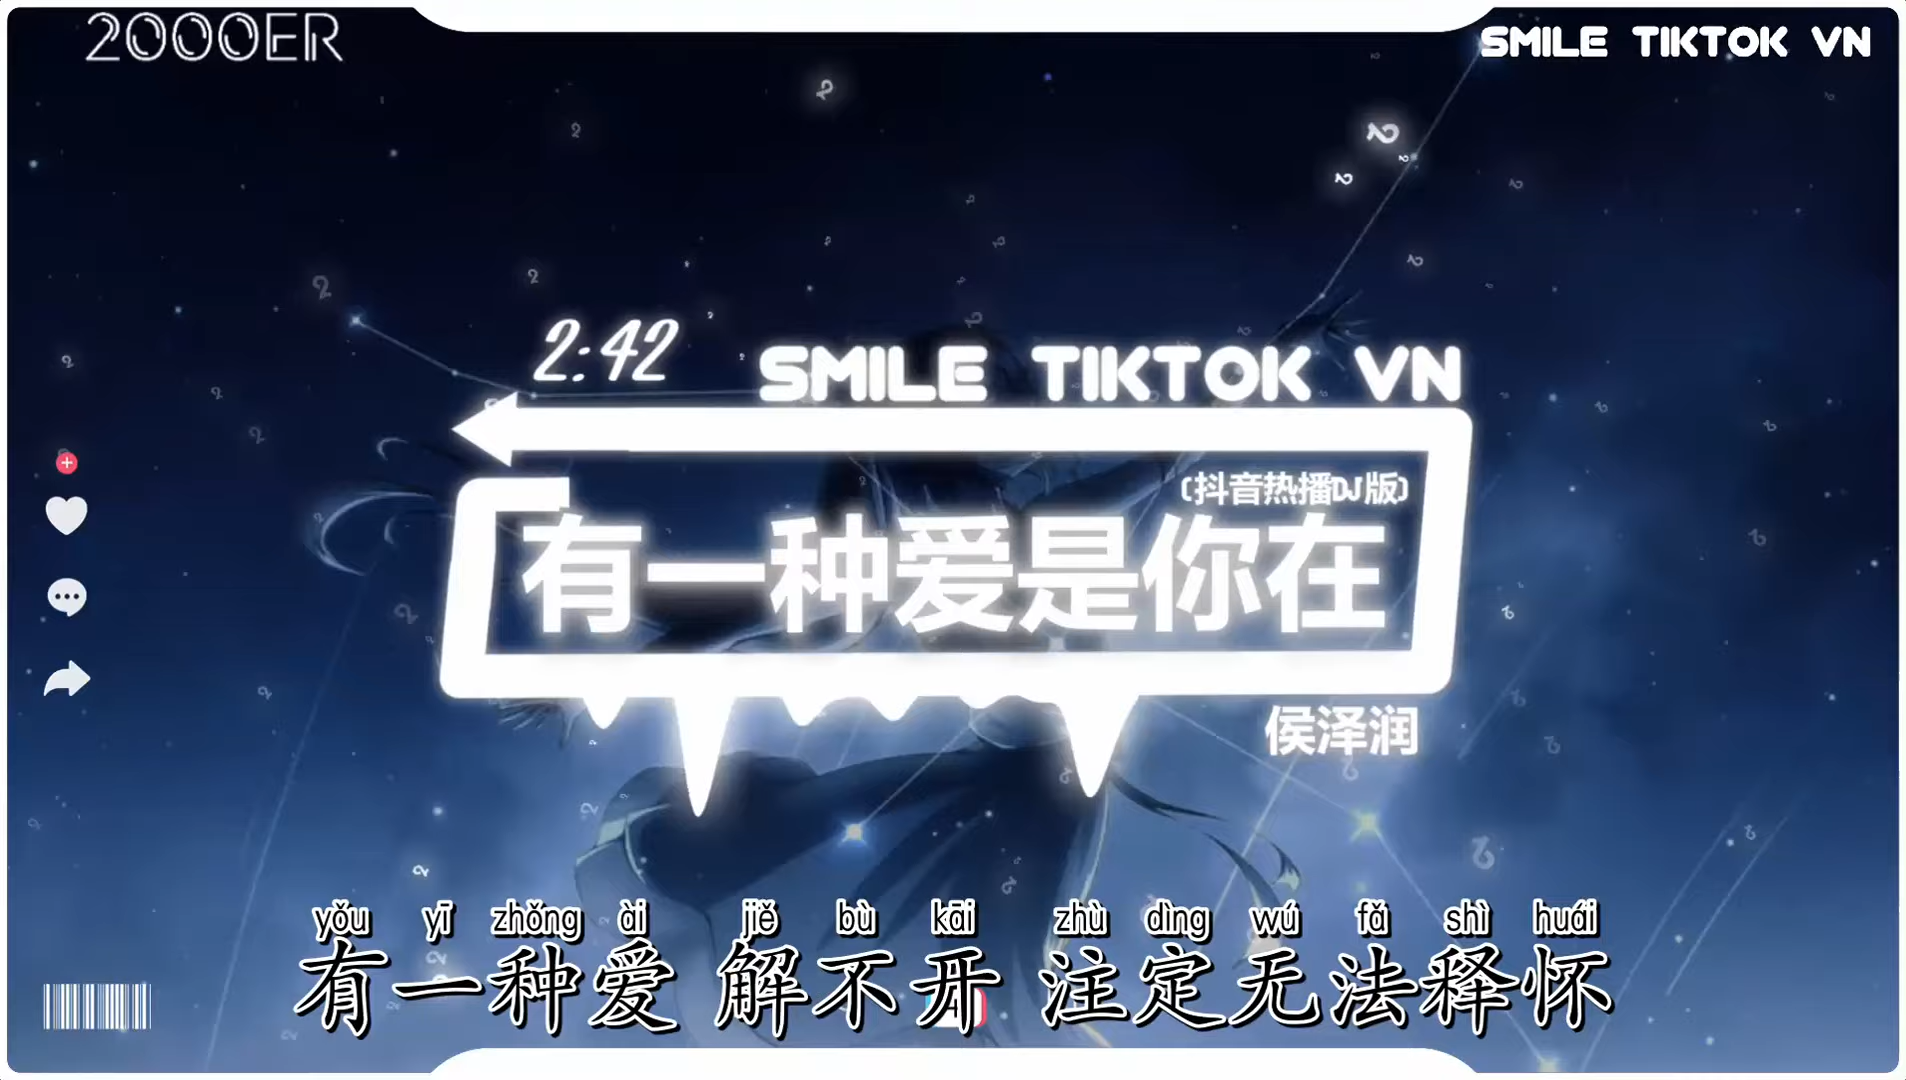 2000ER
SMILE TIKTOK VN
2:42
SMILE TIKTOK VN
(抖音热播DJ版)
有一种爱是你在
侯泽润
yǒu yī zhǒng ài jiě bù kāi zhù dìng wú fǎ shì huái
有一种爱 解不开 注定无法释怀